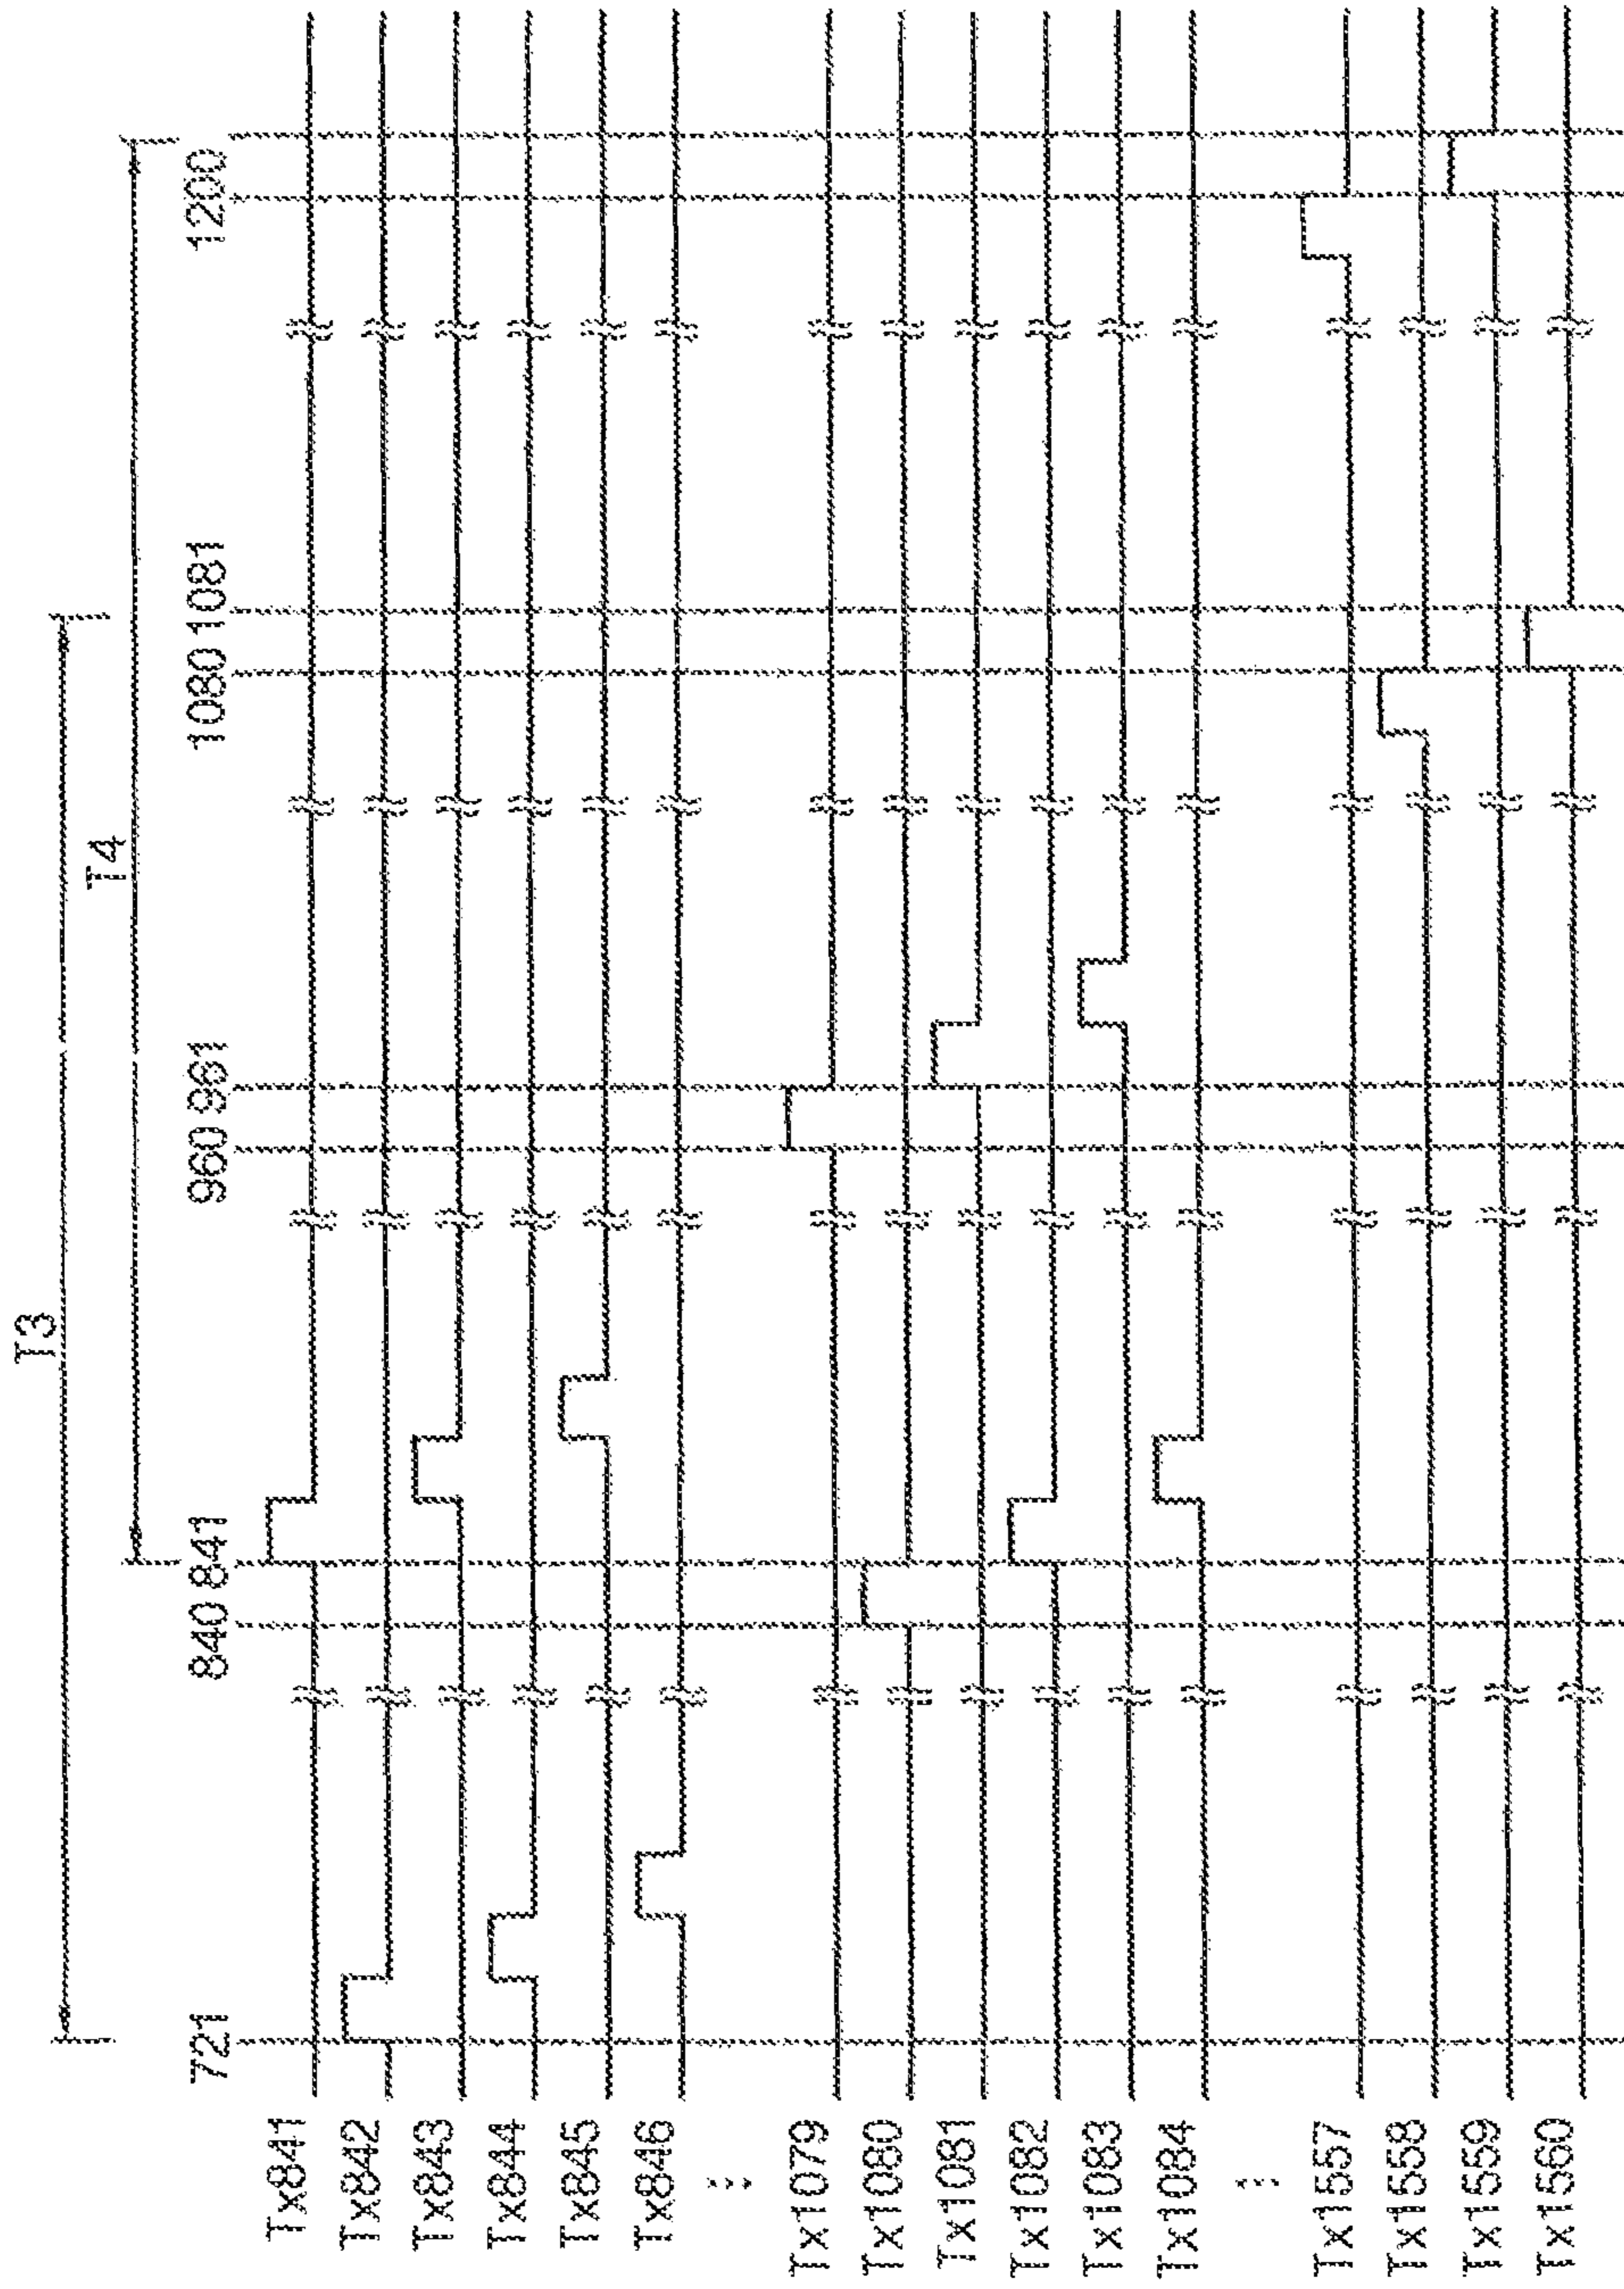 T3
T4
721 840 841 960 961 1080 1081 1200
Tx841
Tx842
Tx843
Tx844
Tx845
Tx846
⋮
Tx1079
Tx1080
Tx1081
Tx1082
Tx1083
Tx1084
⋮
Tx1557
Tx1558
Tx1559
Tx1560